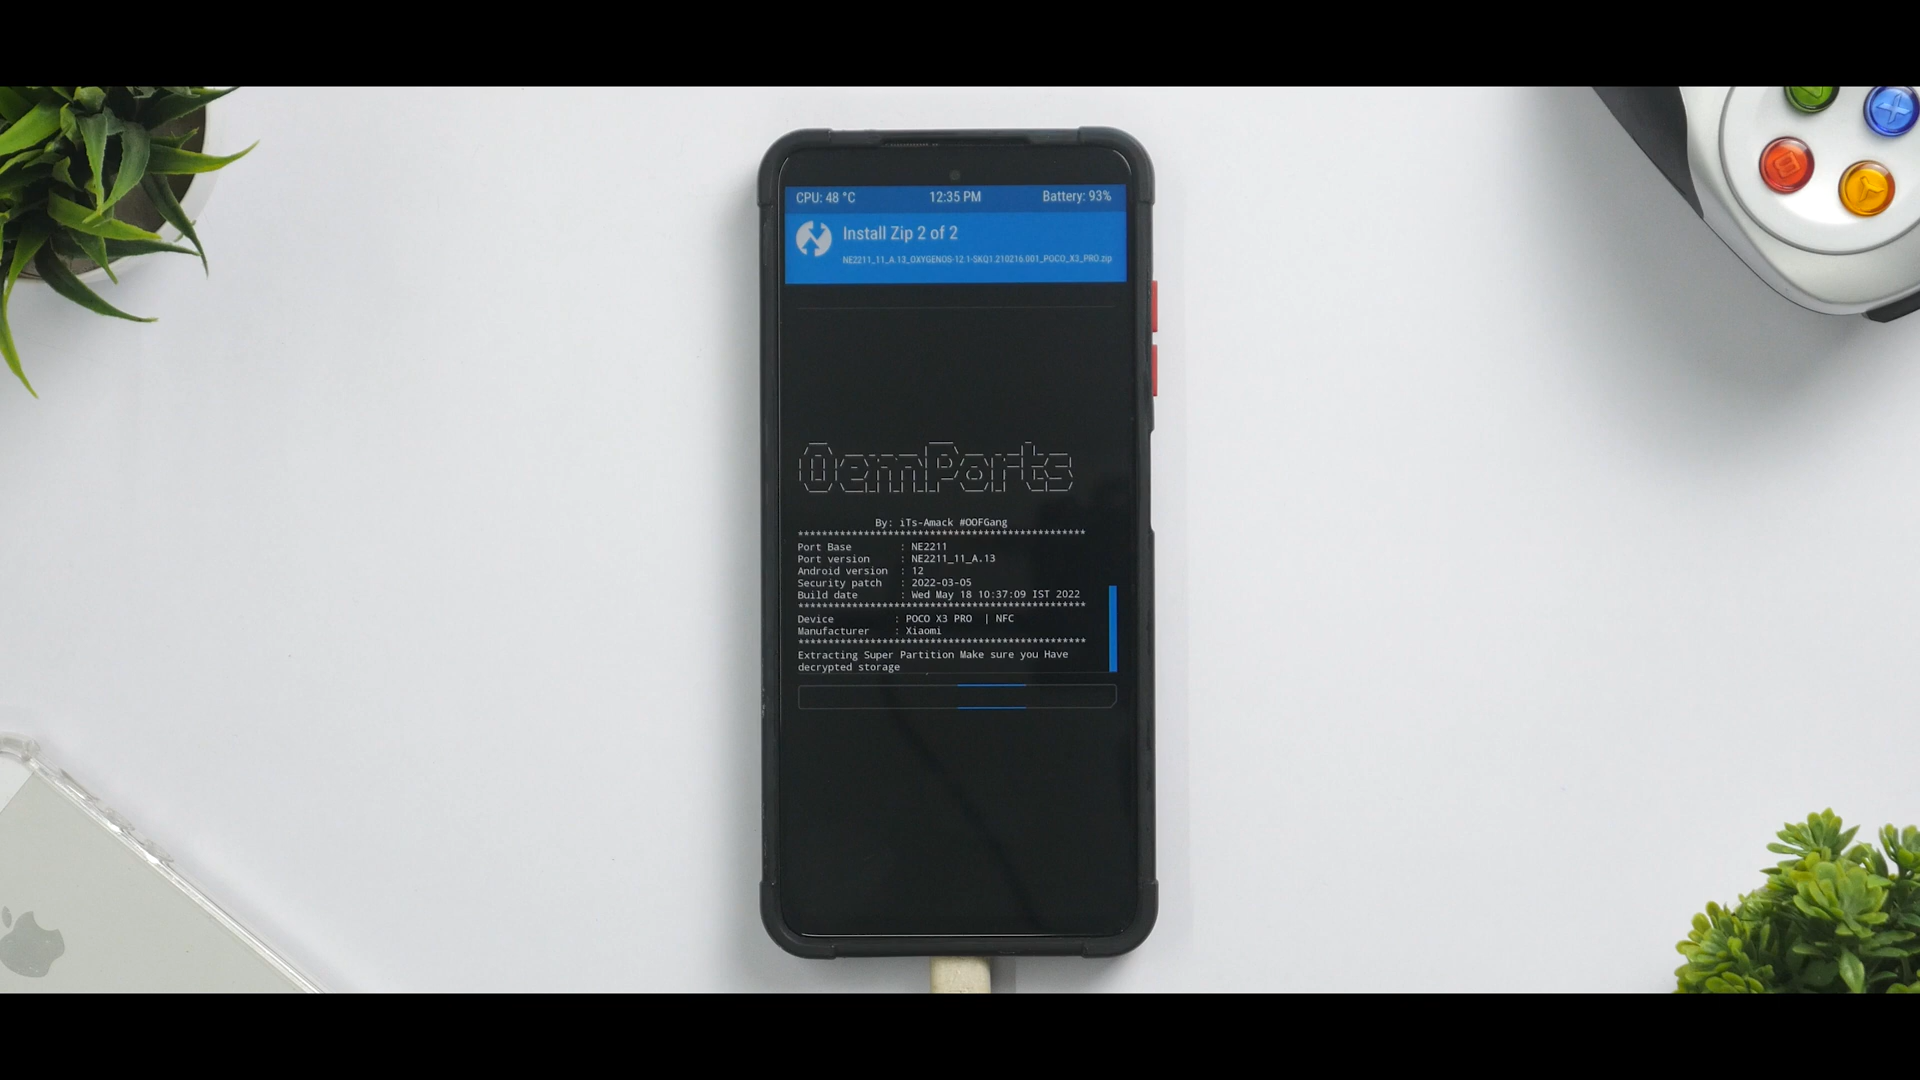 CPU: 48 °C 12:35 PM Battery: 93%
Install Zip 2 of 2
NE2211_11_A.13_OXYGENOS-12.1-SKQ1.210216.001_POCO_X3_PRO.zip
OemPorts
By: iTs-Amack #OOFGang
************************************************
Port Base : NE2211
Port version : NE2211_11_A.13
Android version : 12
Security patch : 2022-03-05
Build date : Wed May 18 10:37:09 IST 2022
************************************************
Device : POCO X3 PRO | NFC
Manufacturer : Xiaomi
************************************************
Extracting Super Partition Make sure you Have
decrypted storage